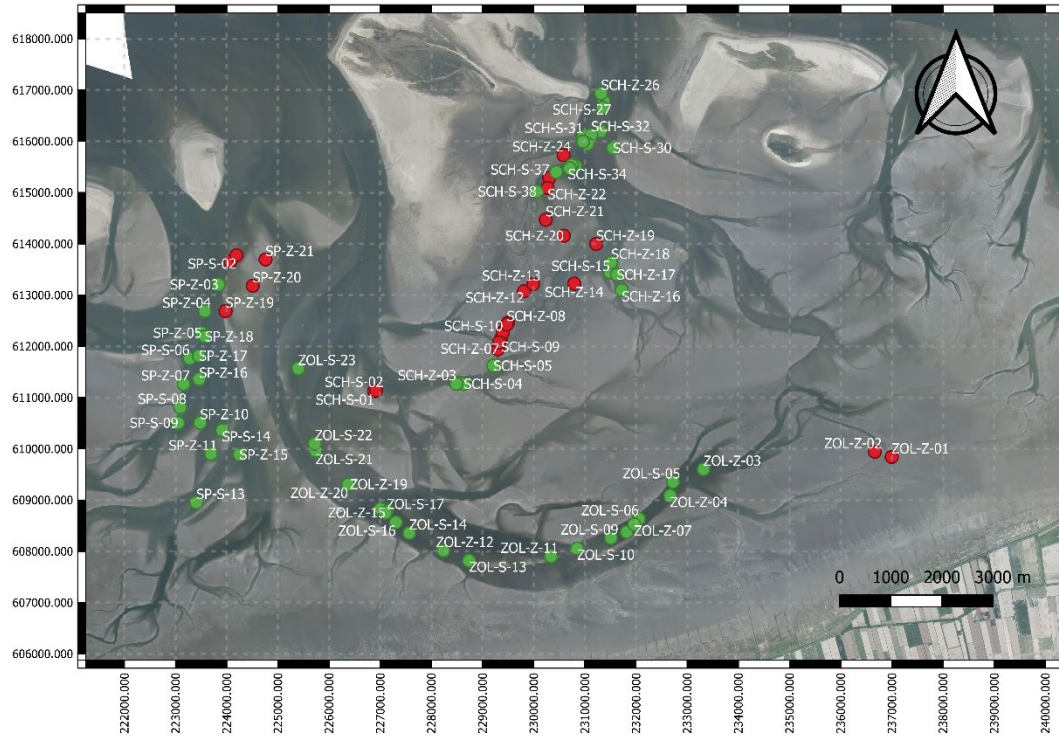 618000.000
617000.000
616000.000
615000.000
614000.000
613000.000
612000.000
611000.000
610000.000
609000.000
608000.000
607000.000
606000.000
SCH-Z-26
SCH-S-27
SCH-S-31
SCH-S-32
SCH-Z-24
SCH-S-30
SCH-S-37
SCH-S-34
SCH-S-38
SCH-Z-22
SCH-Z-21
SCH-Z-20
SCH-Z-19
SP-Z-21
SP-S-02
SCH-Z-18
SCH-S-15
SP-Z-20
SP-Z-03
SCH-Z-13
SCH-Z-17
SCH-Z-14
SCH-Z-12
SCH-Z-16
SP-Z-04
SP-Z-19
SCH-Z-08
SCH-S-10
SP-Z-05
SP-Z-18
SCH-Z-07
SCH-S-09
SP-S-06
SP-Z-17
ZOL-S-23
SCH-S-05
SP-Z-07
SP-Z-16
SCH-Z-03
SCH-S-04
SCH-S-02
SCH-S-01
SP-S-08
SP-S-09
SP-Z-10
SP-S-14
ZOL-S-22
SP-Z-11
SP-Z-15
ZOL-S-21
ZOL-Z-02
ZOL-Z-01
ZOL-Z-03
ZOL-S-05
ZOL-Z-19
ZOL-Z-20
SP-S-13
ZOL-Z-04
ZOL-S-17
ZOL-Z-15
ZOL-S-06
ZOL-S-16
ZOL-S-14
ZOL-S-09
ZOL-Z-07
ZOL-Z-12
ZOL-Z-11
ZOL-S-10
ZOL-S-13
0 1000 2000 3000 m
222000.000
223000.000
224000.000
225000.000
226000.000
227000.000
228000.000
229000.000
230000.000
231000.000
232000.000
233000.000
234000.000
235000.000
236000.000
237000.000
238000.000
239000.000
240000.000